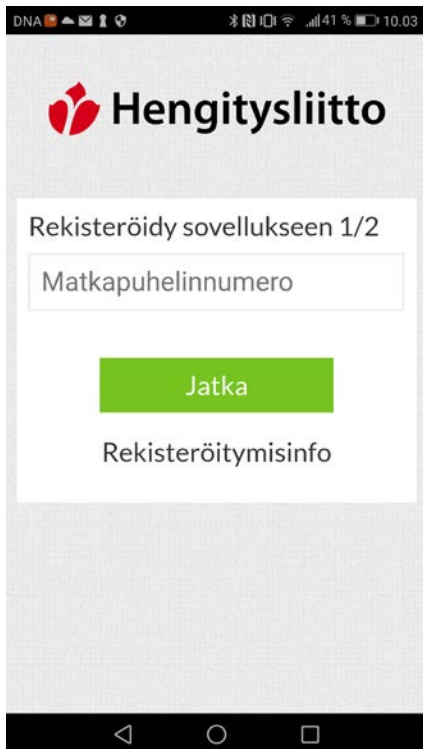 DNA 41 % 10.03
Hengitysliitto
Rekisteröidy sovellukseen 1/2
Matkapuhelinnumero
Jatka
Rekisteröitymisinfo